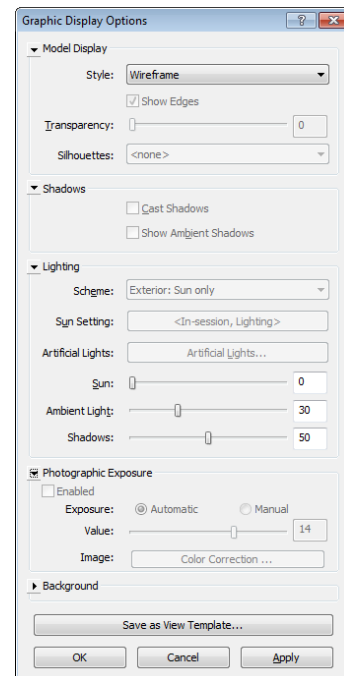 Graphic Display Options
Model Display
Style: Wireframe
Show Edges
Transparency: 0
Silhouettes: <none>
Shadows
Cast Shadows
Show Ambient Shadows
Lighting
Scheme: Exterior: Sun only
Sun Setting: <In-session, Lighting>
Artificial Lights: Artificial Lights...
Sun: 0
Ambient Light: 30
Shadows: 50
Photographic Exposure
Enabled
Exposure: Automatic Manual
Value: 14
Image: Color Correction ...
Background
Save as View Template...
OK Cancel Apply